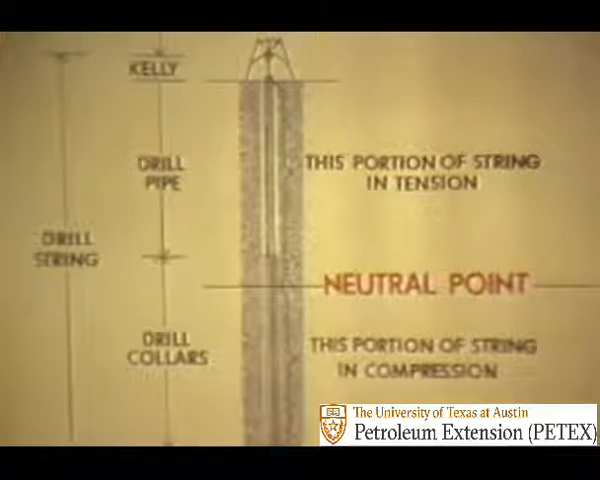 KELLY
DRILL
PIPE
THIS PORTION OF STRING
IN TENSION
DRILL
STRING
NEUTRAL POINT
DRILL
COLLARS
THIS PORTION OF STRING
IN COMPRESSION
The University of Texas at Austin
Petroleum Extension (PETEX)